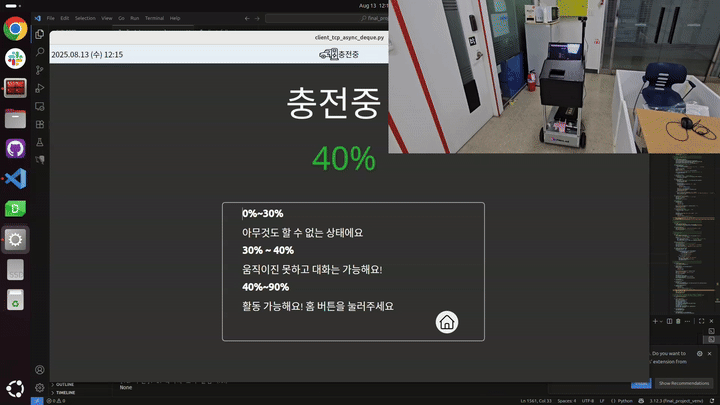 Aug 13 12:1
File Edit Selection View Go Run Terminal Help
final_project
client_tcp_async_deque.py
2025.08.13 (수) 12:15
충전중
충전중
40%
0%~30%
아무것도 할 수 없는 상태에요
30% ~ 40%
움직이진 못하고 대화는 가능해요!
40%~90%
활동 가능해요! 홈 버튼을 눌러주세요
Do you want to
extension from
Show Recommendations
OUTLINE
TIMELINE
None
Ln 1361, Col 33 Spaces: 4 UTF-8 LF Python 3.12.3 (final_project_venv)